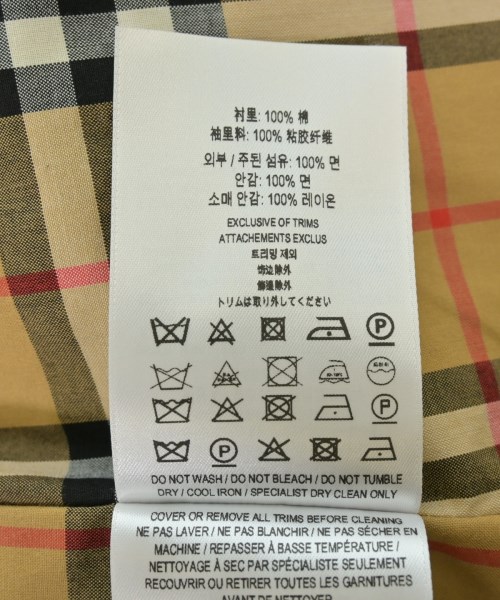 衬里: 100% 棉
袖里料: 100% 粘胶纤维
외부 / 주된 섬유: 100% 면
안감: 100% 면
소매 안감: 100% 레이온
EXCLUSIVE OF TRIMS
ATTACHEMENTS EXCLUS
트리밍 제외
饰边除外
トリムは取り外してください
P
P
P
DO NOT WASH / DO NOT BLEACH / DO NOT TUMBLE
DRY / COOL IRON / SPECIALIST DRY CLEAN ONLY
COVER OR REMOVE ALL TRIMS BEFORE CLEANING
NE PAS LAVER / NE PAS BLANCHIR / NE PAS SÉCHER EN
MACHINE / REPASSER À BASSE TEMPÉRATURE /
NETTOYAGE À SEC PAR SPÉCIALISTE SEULEMENT
RECOUVRIR OU RETIRER TOUTES LES GARNITURES
AVANT DE NETTOYER